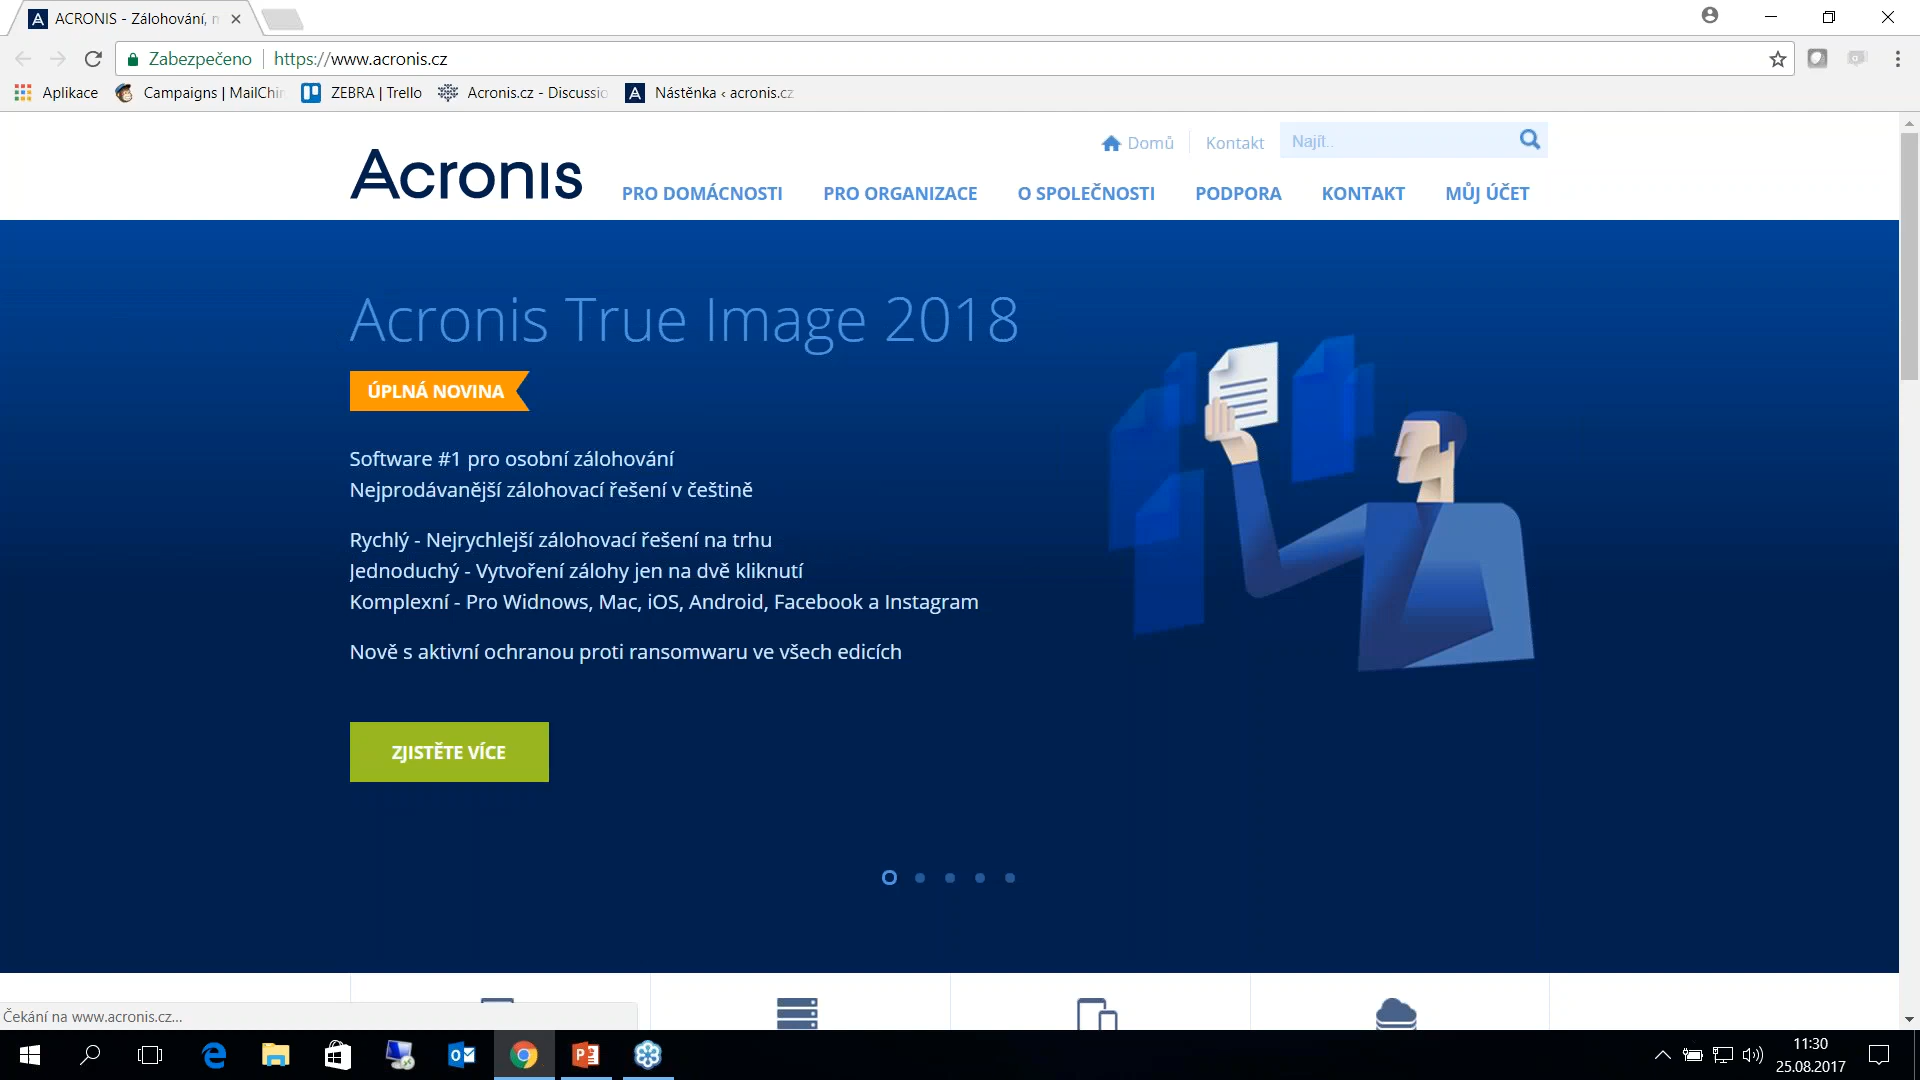 ACRONIS - Zálohování,
Zabezpečeno
https://www.acronis.cz
Aplikace
Campaigns | MailChi
ZEBRA | Trello
Acronis.cz - Discussio
Nástěnka ‹ acronis.cz
Domů
Kontakt
Najít..
Acronis
PRO DOMÁCNOSTI
PRO ORGANIZACE
O SPOLEČNOSTI
PODPORA
KONTAKT
MŮJ ÚČET
Acronis True Image 2018
ÚPLNÁ NOVINA
Software #1 pro osobní zálohování
Nejprodávanější zálohovací řešení v češtině
Rychlý - Nejrychlejší zálohovací řešení na trhu
Jednoduchý - Vytvoření zálohy jen na dvě kliknutí
Komplexní - Pro Widnows, Mac, iOS, Android, Facebook a Instagram
Nově s aktivní ochranou proti ransomwaru ve všech edicích
ZJISTĚTE VÍCE
Čekání na www.acronis.cz...
11:30
25.08.2017